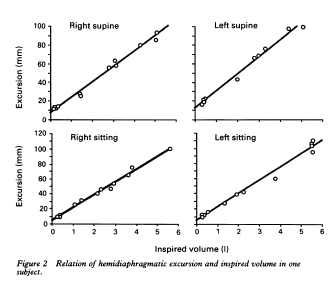 Right supine
Left supine
Excursion (mm)
100
80
60
40
20
0
Right sitting
Left sitting
Excursion (mm)
120
100
80
60
40
20
0
0 1 2 3 4 5 6
0 1 2 3 4 5 6
Inspired volume (l)
Figure 2 Relation of hemidiaphragmatic excursion and inspired volume in one
subject.